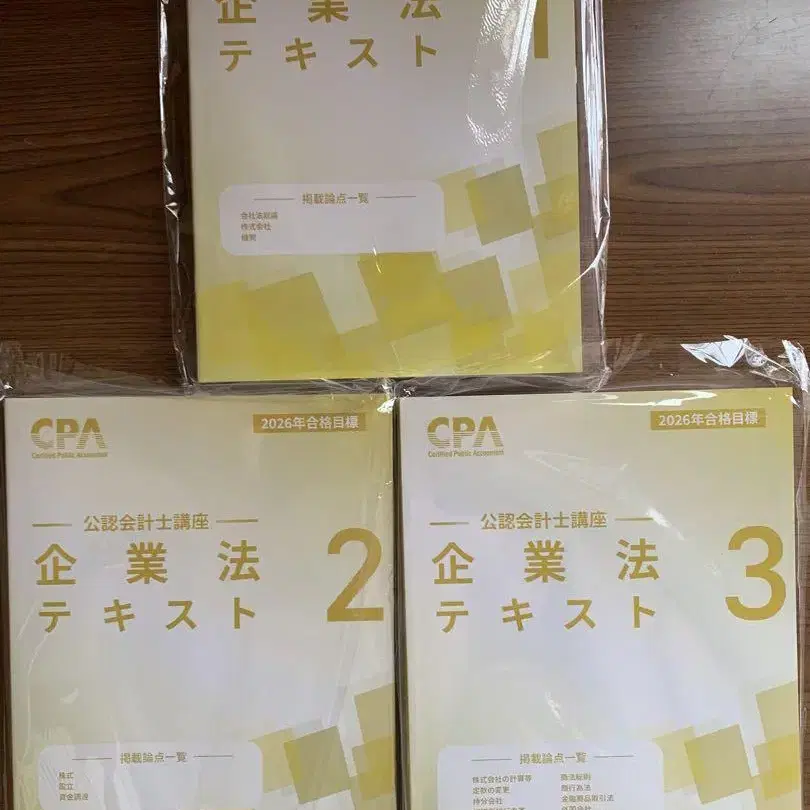 企業法
テキスト
1
掲載論点一覧
会社法総論
株式会社
機関
CPA
Certified Public Accountant
2026年合格目標
公認会計士講座
企業法
テキスト
2
掲載論点一覧
株式
設立
資金調達
CPA
Certified Public Accountant
2026年合格目標
公認会計士講座
企業法
テキスト
3
掲載論点一覧
株式会社の計算等
定款の変更
持分会社
商法総則
商行為法
金融商品取引法